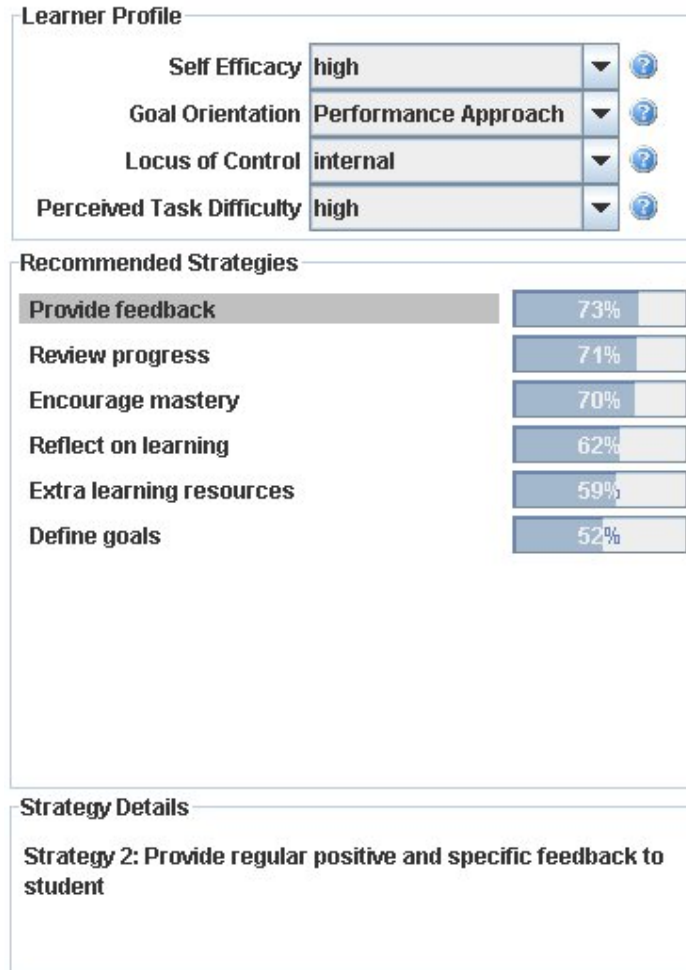 Learner Profile
Self Efficacy high
Goal Orientation Performance Approach
Locus of Control internal
Perceived Task Difficulty high
Recommended Strategies
Provide feedback 73%
Review progress 71%
Encourage mastery 70%
Reflect on learning 62%
Extra learning resources 59%
Define goals 52%
Strategy Details
Strategy 2: Provide regular positive and specific feedback to
student